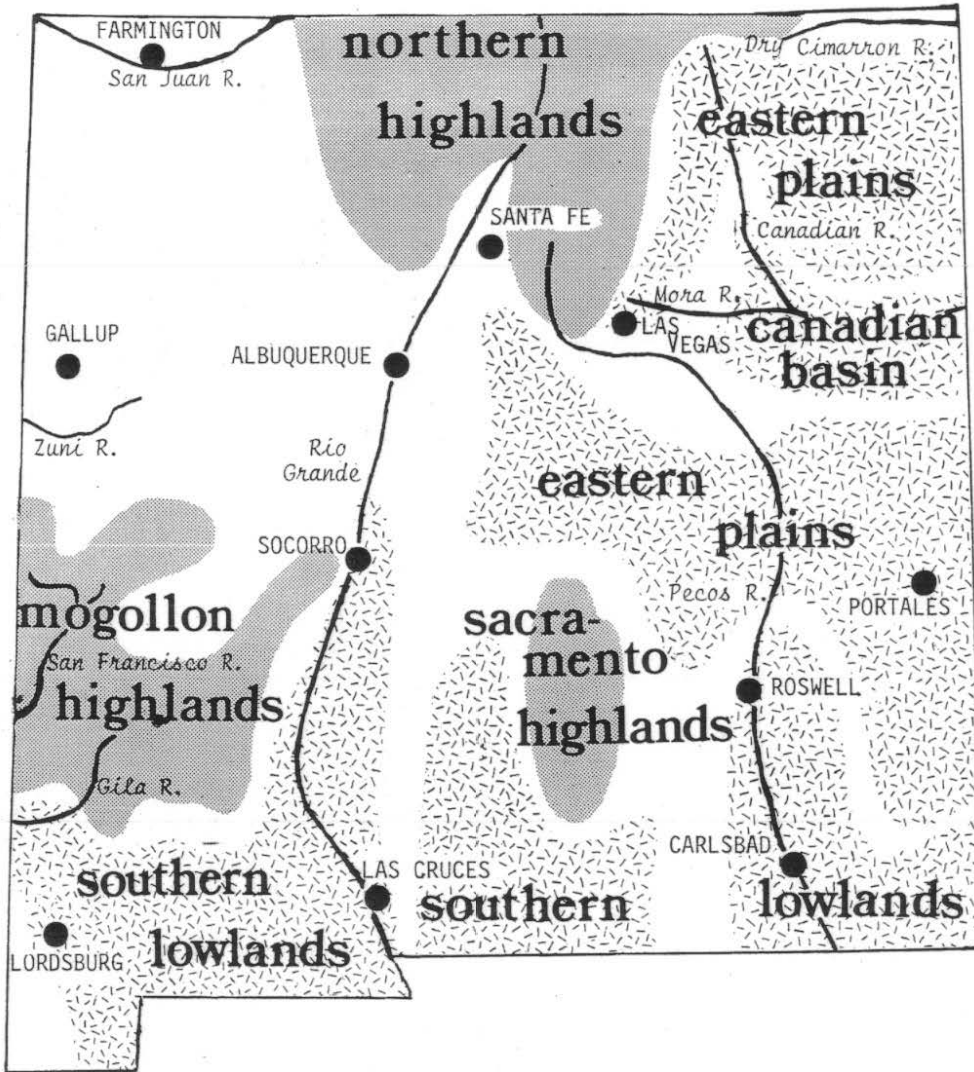 FARMINGTON
San Juan R.
northern
highlands
Dry Cimarron R.
eastern
plains
Canadian R.
SANTA FE
Mora R.
LAS
VEGAS
canadian
basin
GALLUP
ALBUQUERQUE
Zuni R.
Rio
Grande
eastern
plains
SOCORRO
Pecos R.
PORTALES
mogollon
San Francisco R.
highlands
sacra-
mento
highlands
ROSWELL
Gila R.
CARLSBAD
southern
lowlands
LAS CRUCES
southern
lowlands
LORDSBURG